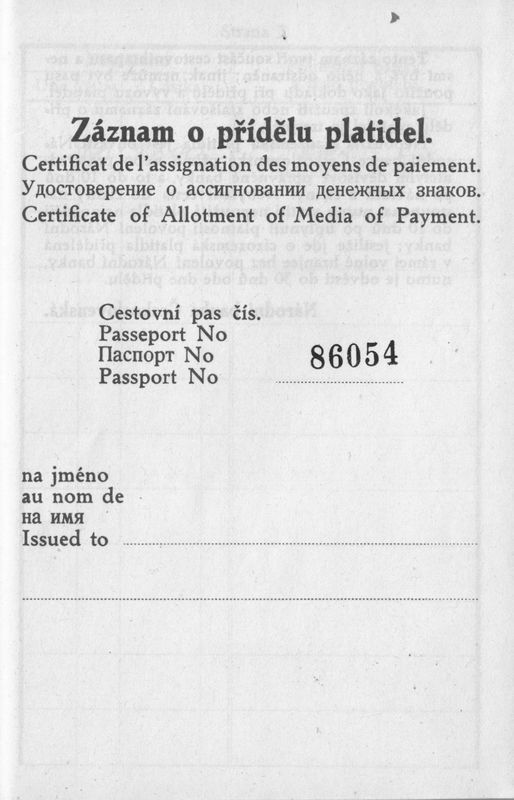 Záznam o přídělu platidel.
Certificat de l'assignation des moyens de paiement.
Удостоверение о ассигновании денежных знаков.
Certificate of Allotment of Media of Payment.
Cestovní pas čís.
Passeport No
Паспорт No
86054
Passport No
na jméno
au nom de
на имя
Issued to